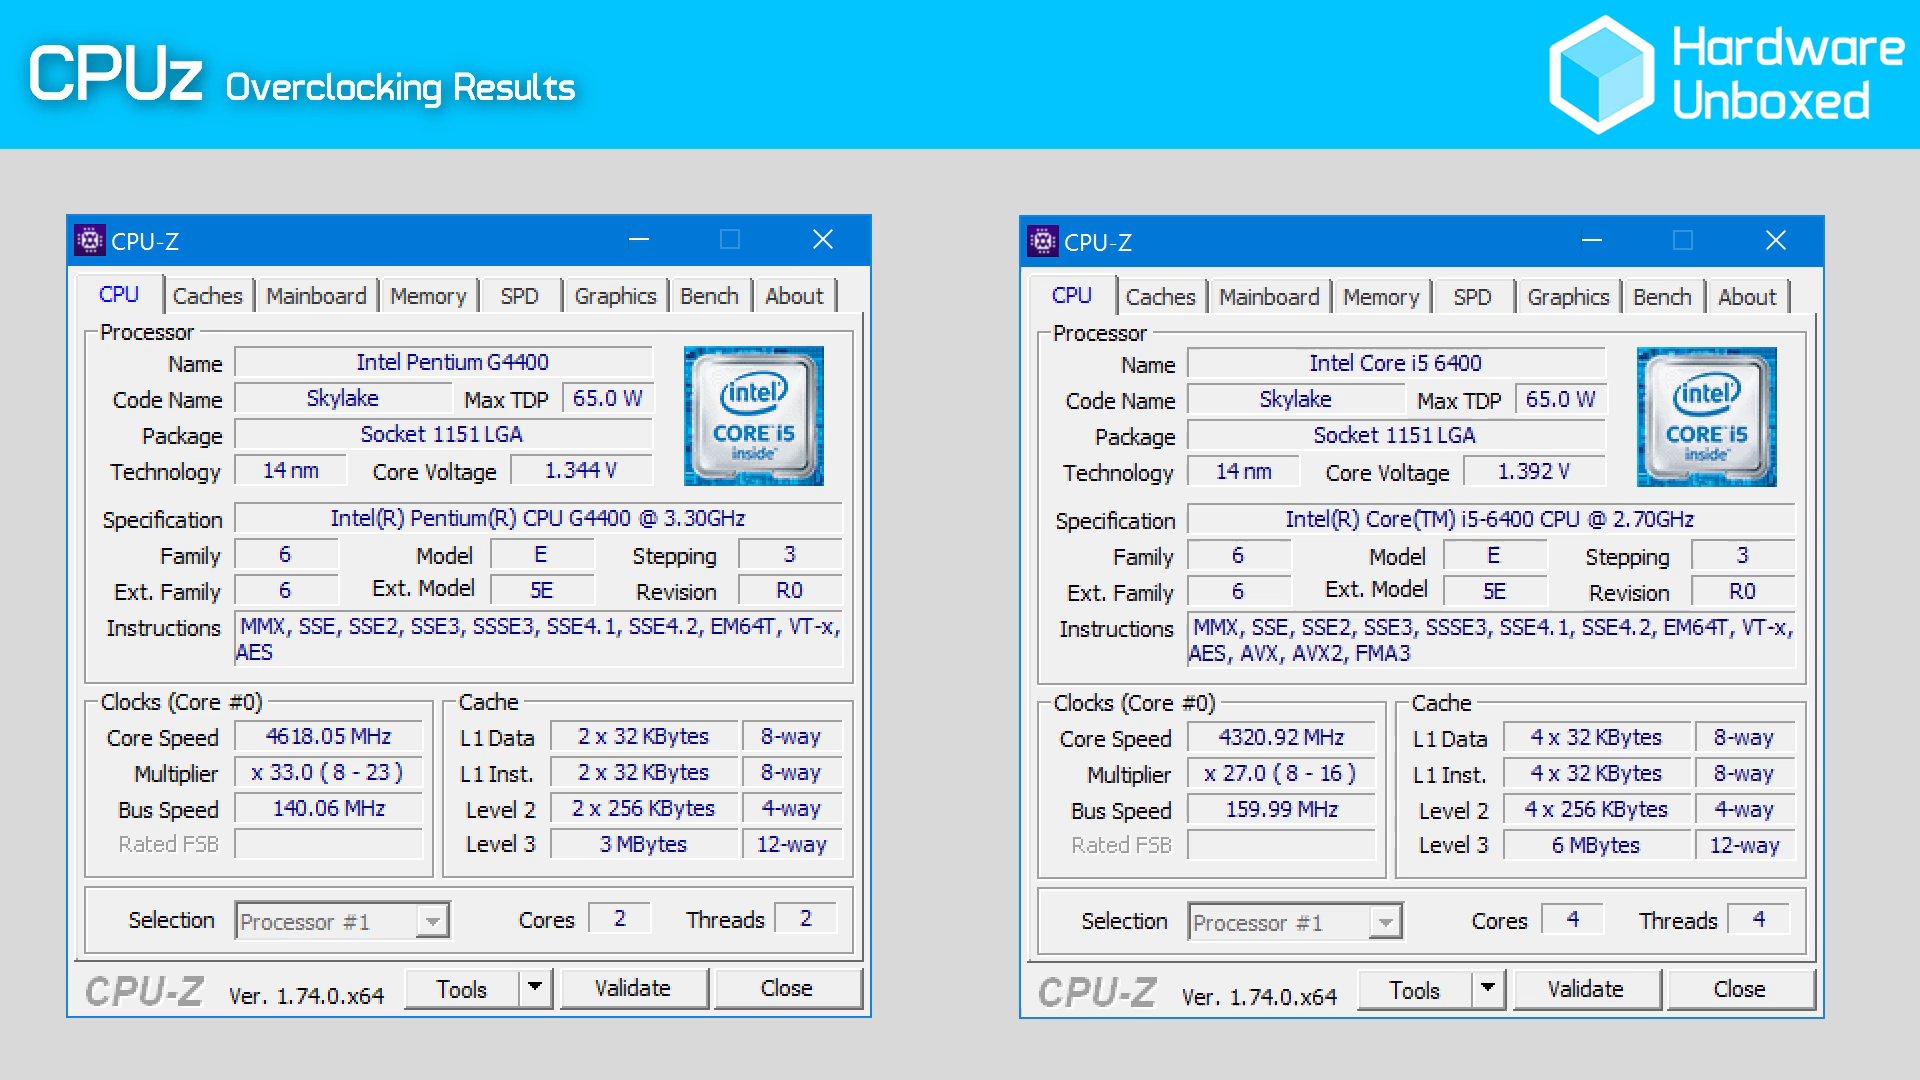 CPUz Overclocking Results
Hardware
Unboxed
CPU-Z
CPU Caches Mainboard Memory SPD Graphics Bench About
Processor
Name Intel Pentium G4400
Code Name Skylake Max TDP 65.0 W
Package Socket 1151 LGA
Technology 14 nm Core Voltage 1.344 V
intel
CORE i5
inside
Specification Intel(R) Pentium(R) CPU G4400 @ 3.30GHz
Family 6 Model E Stepping 3
Ext. Family 6 Ext. Model 5E Revision R0
Instructions MMX, SSE, SSE2, SSE3, SSSE3, SSE4.1, SSE4.2, EM64T, VT-x,
AES
Clocks (Core #0)
Core Speed 4618.05 MHz
Multiplier x 33.0 ( 8 - 23 )
Bus Speed 140.06 MHz
Rated FSB
Cache
L1 Data 2 x 32 KBytes 8-way
L1 Inst. 2 x 32 KBytes 8-way
Level 2 2 x 256 KBytes 4-way
Level 3 3 MBytes 12-way
Selection Processor #1 Cores 2 Threads 2
CPU-Z Ver. 1.74.0.x64 Tools Validate Close
CPU-Z
CPU Caches Mainboard Memory SPD Graphics Bench About
Processor
Name Intel Core i5 6400
Code Name Skylake Max TDP 65.0 W
Package Socket 1151 LGA
Technology 14 nm Core Voltage 1.392 V
intel
CORE i5
inside
Specification Intel(R) Core(TM) i5-6400 CPU @ 2.70GHz
Family 6 Model E Stepping 3
Ext. Family 6 Ext. Model 5E Revision R0
Instructions MMX, SSE, SSE2, SSE3, SSSE3, SSE4.1, SSE4.2, EM64T, VT-x,
AES, AVX, AVX2, FMA3
Clocks (Core #0)
Core Speed 4320.92 MHz
Multiplier x 27.0 ( 8 - 16 )
Bus Speed 159.99 MHz
Rated FSB
Cache
L1 Data 4 x 32 KBytes 8-way
L1 Inst. 4 x 32 KBytes 8-way
Level 2 4 x 256 KBytes 4-way
Level 3 6 MBytes 12-way
Selection Processor #1 Cores 4 Threads 4
CPU-Z Ver. 1.74.0.x64 Tools Validate Close